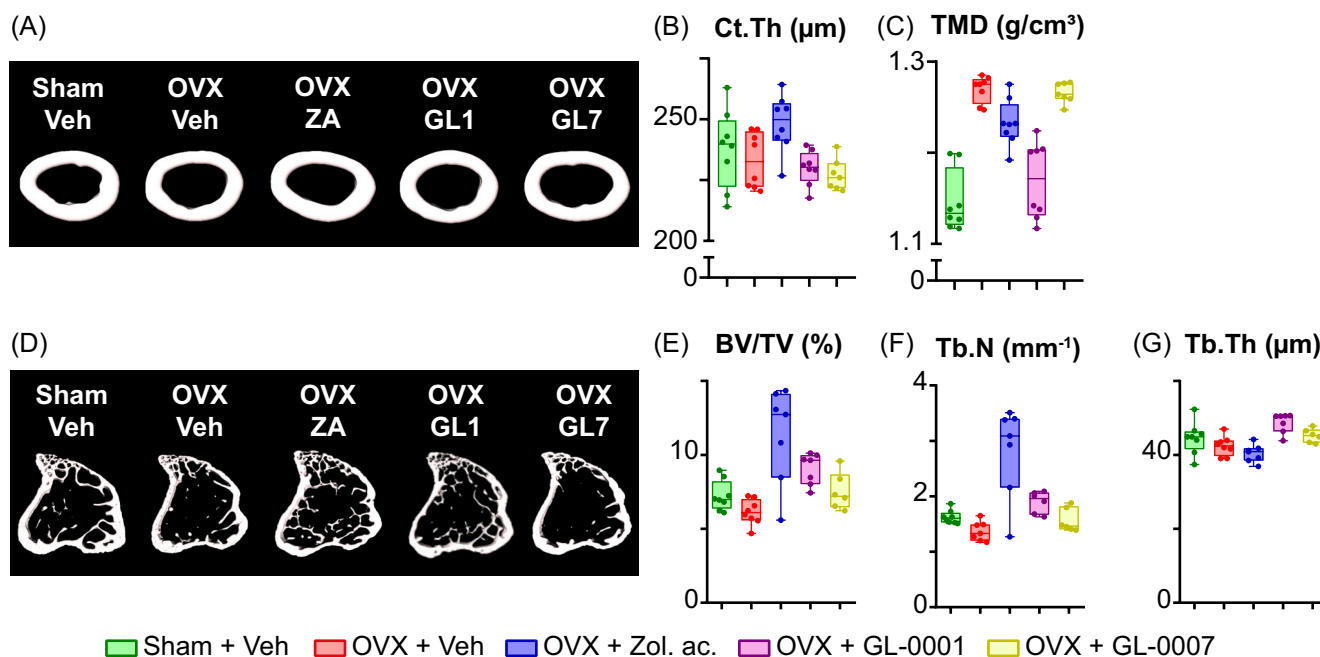 (A)
Sham OVX OVX OVX OVX
Veh Veh ZA GL1 GL7
(B) Ct.Th (µm)
250
200
0
(C) TMD (g/cm³)
1.3
1.1
0
(D)
Sham OVX OVX OVX OVX
Veh Veh ZA GL1 GL7
(E) BV/TV (%)
10
0
(F) Tb.N (mm⁻¹)
4
2
0
(G) Tb.Th (µm)
40
0
Sham + Veh OVX + Veh OVX + Zol. ac. OVX + GL-0001 OVX + GL-0007